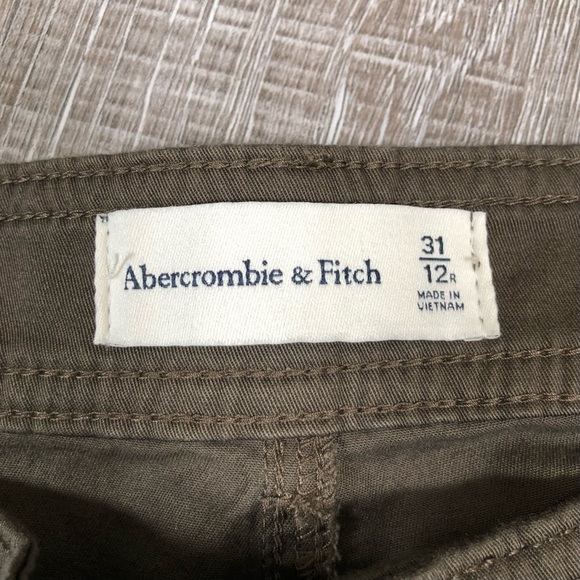 Abercrombie & Fitch
31
12R
MADE IN
VIETNAM